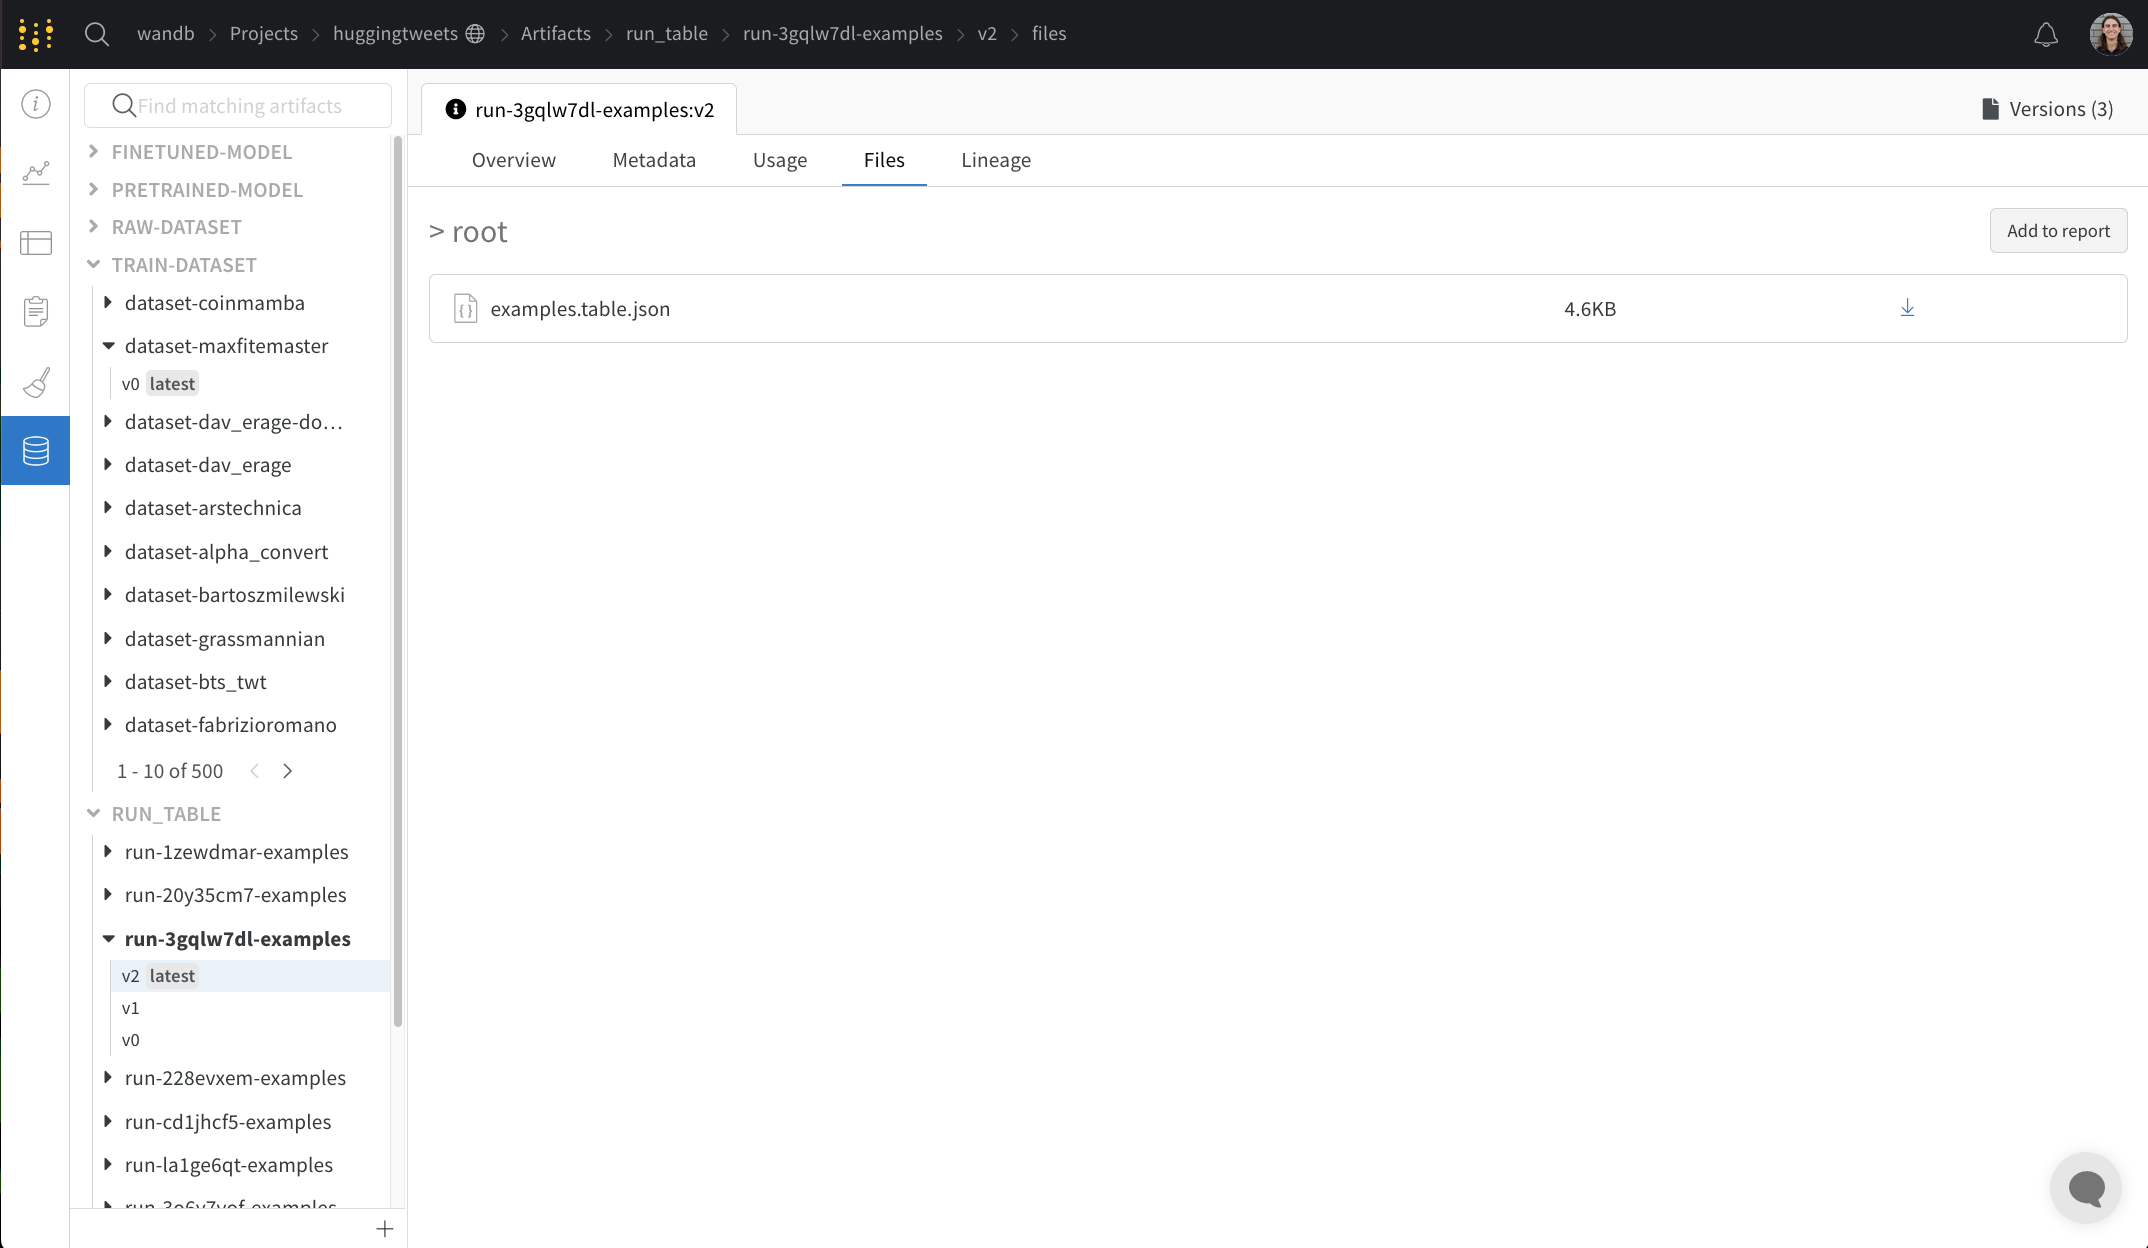 wandb > Projects > huggingtweets > Artifacts > run_table > run-3gqlw7dl-examples > v2 > files
Find matching artifacts
FINETUNED-MODEL
PRETRAINED-MODEL
RAW-DATASET
TRAIN-DATASET
dataset-coinmamba
dataset-maxfitemaster
v0 latest
dataset-dav_erage-do...
dataset-dav_erage
dataset-arstechnica
dataset-alpha_convert
dataset-bartoszmilewski
dataset-grassmannian
dataset-bts_twt
dataset-fabrizioromano
1 - 10 of 500
RUN_TABLE
run-1zewdmar-examples
run-20y35cm7-examples
run-3gqlw7dl-examples
v2 latest
v1
v0
run-228evxem-examples
run-cd1jhcf5-examples
run-la1ge6qt-examples
run-3gqlw7dl-examples:v2
Versions (3)
Overview Metadata Usage Files Lineage
> root
Add to report
examples.table.json 4.6KB